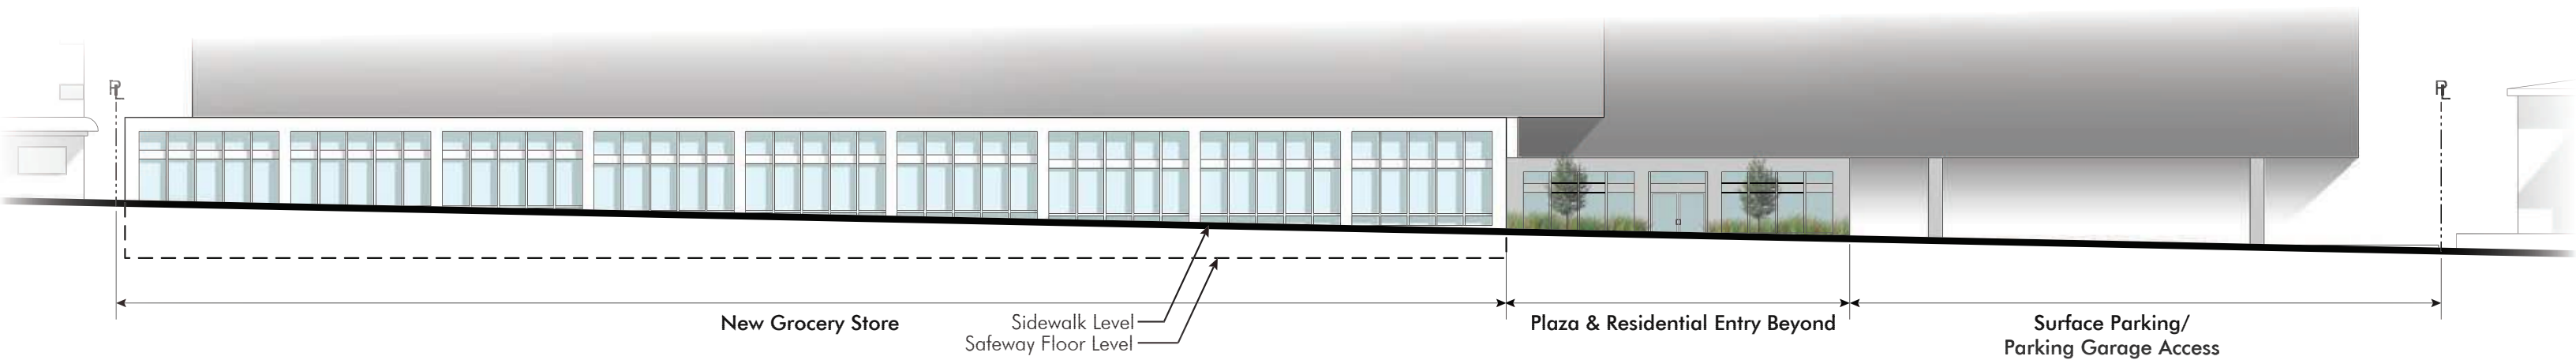 PL
PL
New Grocery Store
Sidewalk Level
Safeway Floor Level
Plaza & Residential Entry Beyond
Surface Parking/
Parking Garage Access